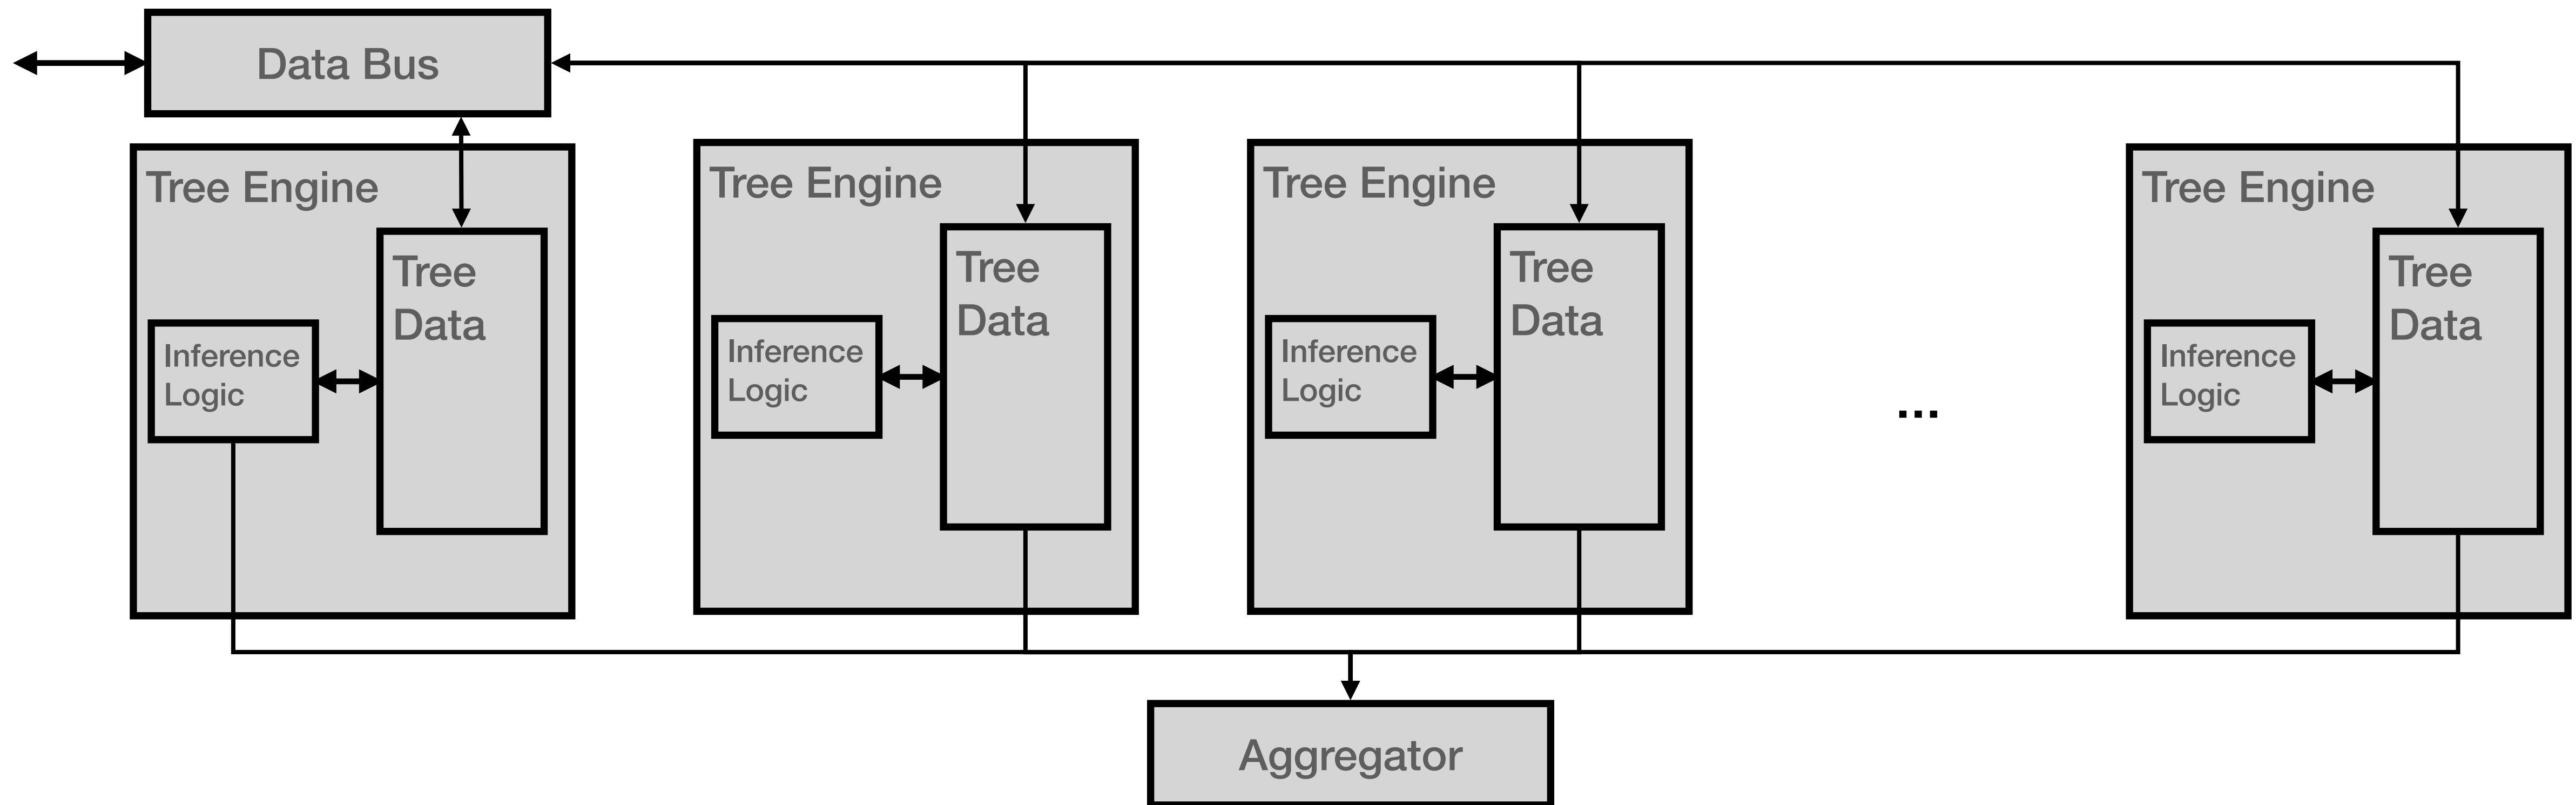 Data Bus
Tree Engine
Tree
Data
Inference
Logic
Tree Engine
Tree
Data
Inference
Logic
Tree Engine
Tree
Data
Inference
Logic
...
Tree Engine
Tree
Data
Inference
Logic
Aggregator